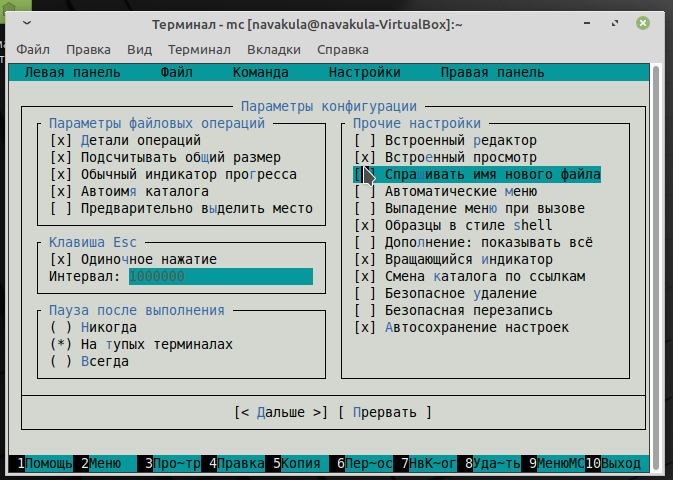 Терминал - mc [navakula@navakula-VirtualBox]:~
Файл Правка Вид Терминал Вкладки Справка
Левая панель Файл Команда Настройки Правая панель
Параметры конфигурации
Параметры файловых операций
[x] Детали операций
[x] Подсчитывать общий размер
[x] Обычный индикатор прогресса
[x] Автоимя каталога
[ ] Предварительно выделить место
Клавиша Esc
[x] Одиночное нажатие
Интервал: 1000000
Пауза после выполнения
( ) Никогда
(*) На тупых терминалах
( ) Всегда
Прочие настройки
[ ] Встроенный редактор
[x] Встроенный просмотр
Спрашивать имя нового файла
[ ] Автоматические меню
[ ] Выпадение меню при вызове
[x] Образцы в стиле shell
[ ] Дополнение: показывать всё
[x] Вращающийся индикатор
[x] Смена каталога по ссылкам
[ ] Безопасное удаление
[ ] Безопасная перезапись
[x] Автосохранение настроек
[< Дальше >] [ Прервать ]
1Помощь 2Меню 3Про~тр 4Правка 5Копия 6Пер~ос 7НвК~ог 8Уда~ть 9МенюМС 10Выход